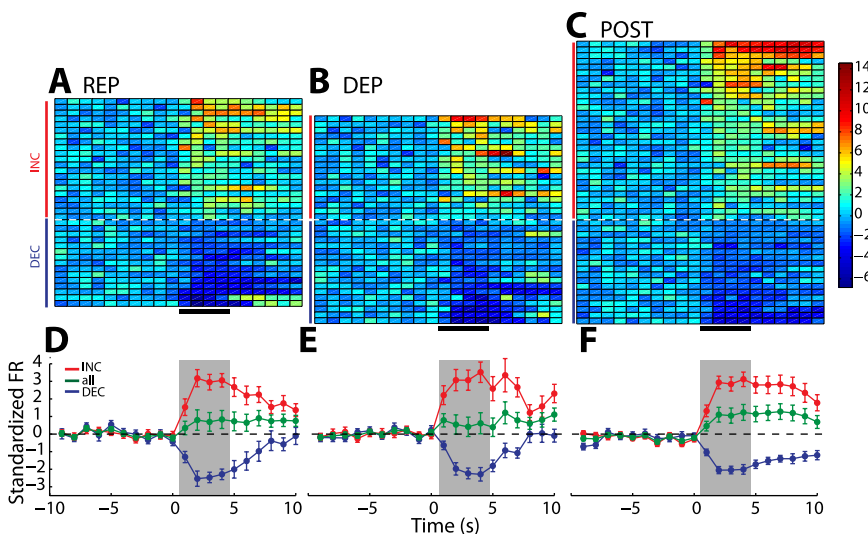 A REP
B DEP
C POST
INC
DEC
14
12
10
8
6
4
2
0
−2
−4
−6
D
E
F
INC
all
DEC
Standardized FR
4
3
2
1
0
−1
−2
−3
−10 −5 0 5 10
−5 0 5 10
−5 0 5 10
Time (s)